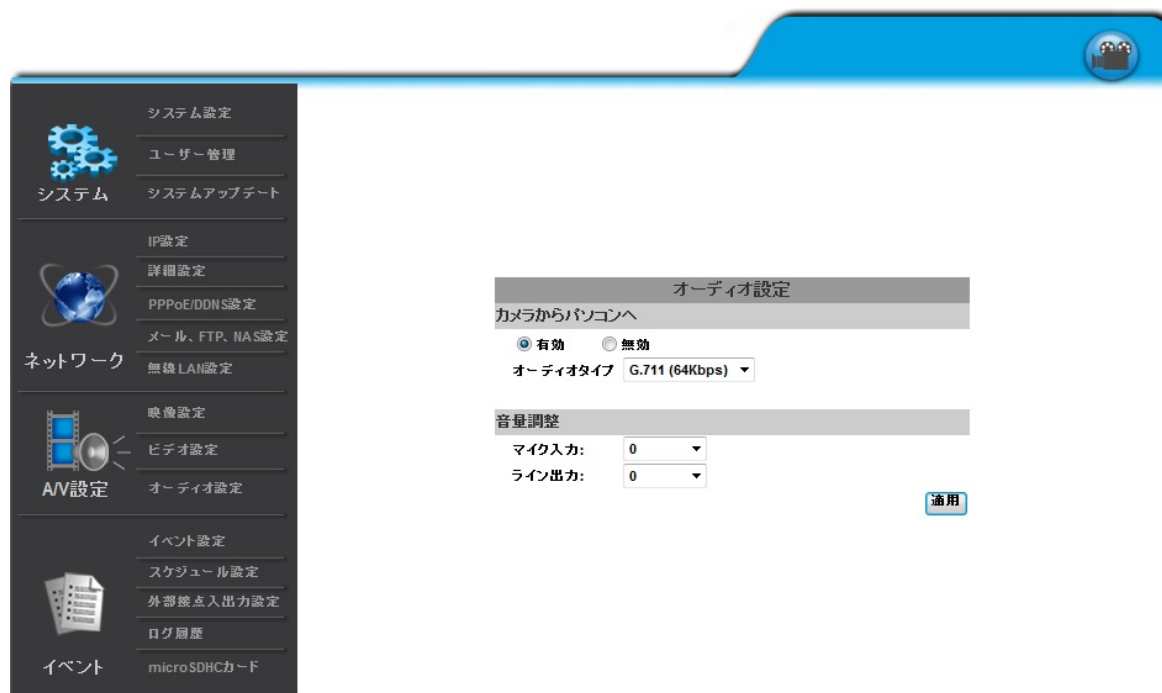 システム設定
ユーザー管理
システムアップデート
システム
IP設定
詳細設定
PPPoE/DDNS設定
メール、FTP、NAS設定
無線LAN設定
ネットワーク
映像設定
ビデオ設定
オーディオ設定
A/V設定
イベント設定
スケジュール設定
外部接点入出力設定
ログ履歴
microSDHCカード
イベント
オーディオ設定
カメラからパソコンへ
有効 無効
オーディオタイプ G.711 (64Kbps)
音量調整
マイク入力: 0
ライン出力: 0
適用